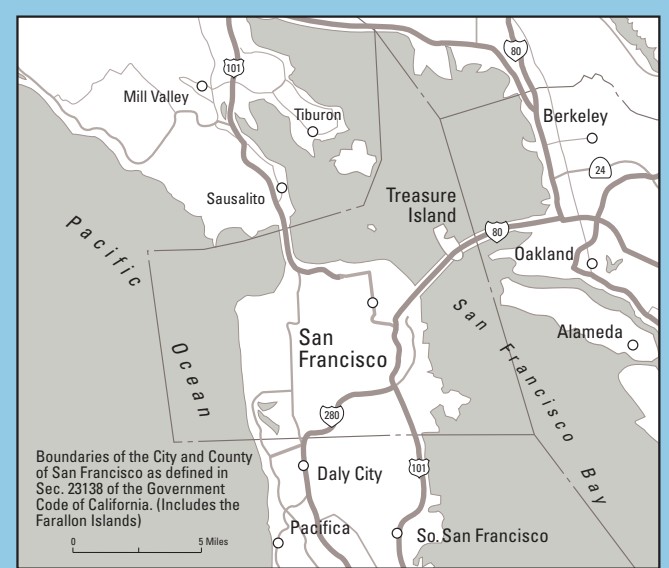 80
101
Mill Valley
Tiburon
Berkeley
24
Sausalito
Treasure
Island
80
Pacific
Ocean
Oakland
San Francisco Bay
Alameda
San
Francisco
280
Boundaries of the City and County
of San Francisco as defined in
Sec. 23138 of the Government
Code of California. (Includes the
Farallon Islands)
Daly City
101
Pacifica
So. San Francisco
0 5 Miles